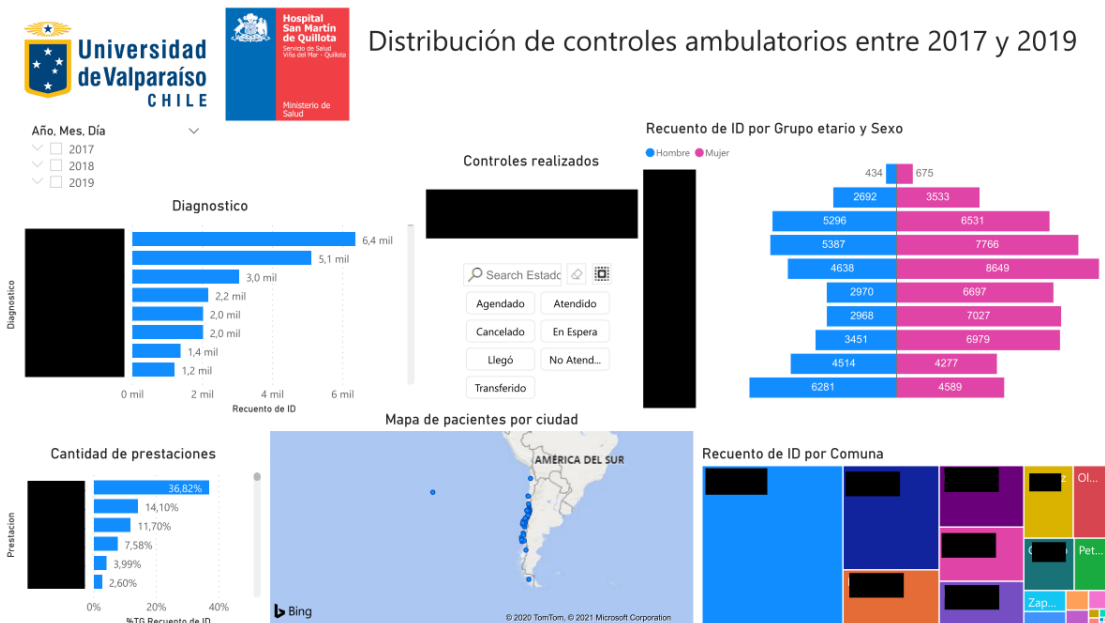 Universidad
de Valparaíso
CHILE
Hospital
San Martín
de Quillota
Servicio de Salud
Viña del Mar - Quillota
Ministerio de
Salud
Distribución de controles ambulatorios entre 2017 y 2019
Año, Mes, Día
2017
2018
2019
Diagnostico
Diagnostico
6,4 mil
5,1 mil
3,0 mil
2,2 mil
2,0 mil
2,0 mil
1,4 mil
1,2 mil
0 mil 2 mil 4 mil 6 mil
Recuento de ID
Controles realizados
Search Estado
Agendado Atendido
Cancelado En Espera
Llegó No Atend...
Transferido
Recuento de ID por Grupo etario y Sexo
Hombre Mujer
434 675
2692 3533
5296 6531
5387 7766
4638 8649
2970 6697
2968 7027
3451 6979
4514 4277
6281 4589
Cantidad de prestaciones
Prestacion
36,82%
14,10%
11,70%
7,58%
3,99%
2,60%
0% 20% 40%
%TG Recuento de ID
Mapa de pacientes por ciudad
AMÉRICA DEL SUR
Bing
© 2020 TomTom, © 2021 Microsoft Corporation
Recuento de ID por Comuna
Ol...
Pet...
Zap...